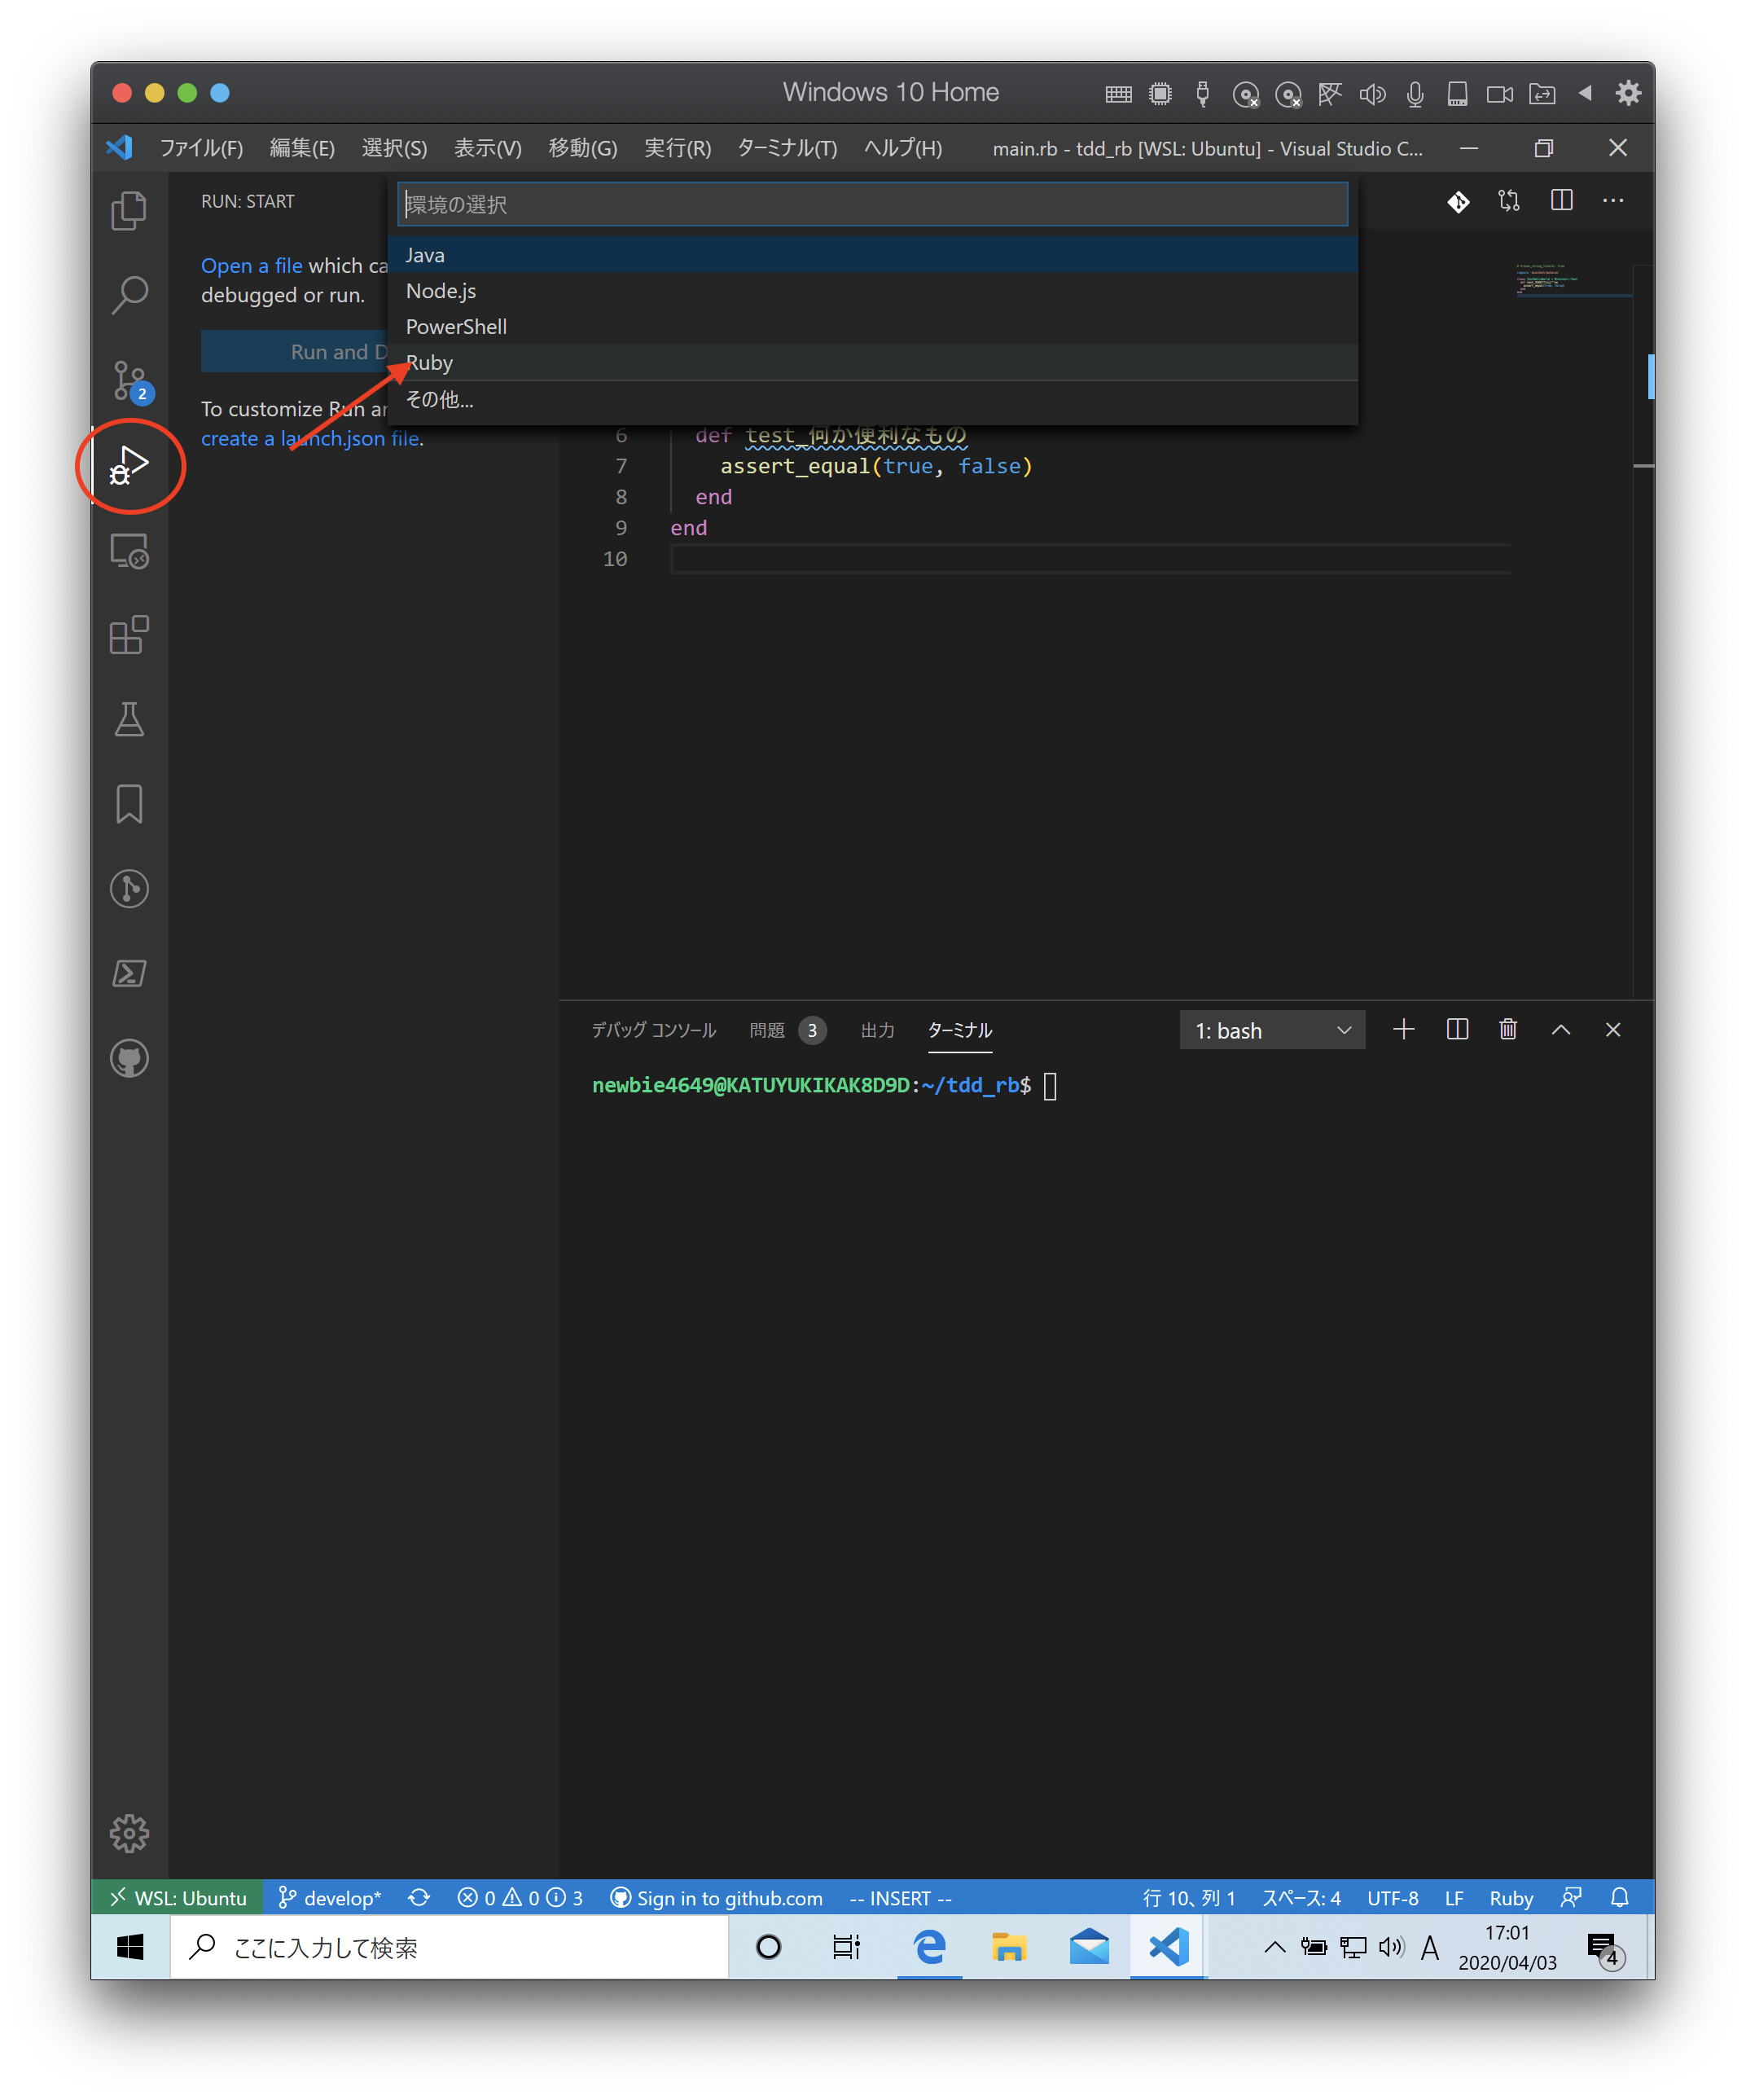 Windows 10 Home
ファイル(F) 編集(E) 選択(S) 表示(V) 移動(G) 実行(R) ターミナル(T) ヘルプ(H) main.rb - tdd_rb [WSL: Ubuntu] - Visual Studio C...
RUN: START
環境の選択
Java
Node.js
PowerShell
Ruby
その他...
Open a file which ca
debugged or run.
Run and D
To customize Run ar
create a launch.json file.
2
6 def test_何か便利なもの
7 assert_equal(true, false)
8 end
9 end
10
デバッグ コンソール 問題 3 出力 ターミナル 1: bash
newbie4649@KATUYUKIKAK8D9D:~/tdd_rb$
WSL: Ubuntu develop* 0 0 3 Sign in to github.com -- INSERT -- 行 10、列 1 スペース: 4 UTF-8 LF Ruby
ここに入力して検索
A
17:01
2020/04/03
4